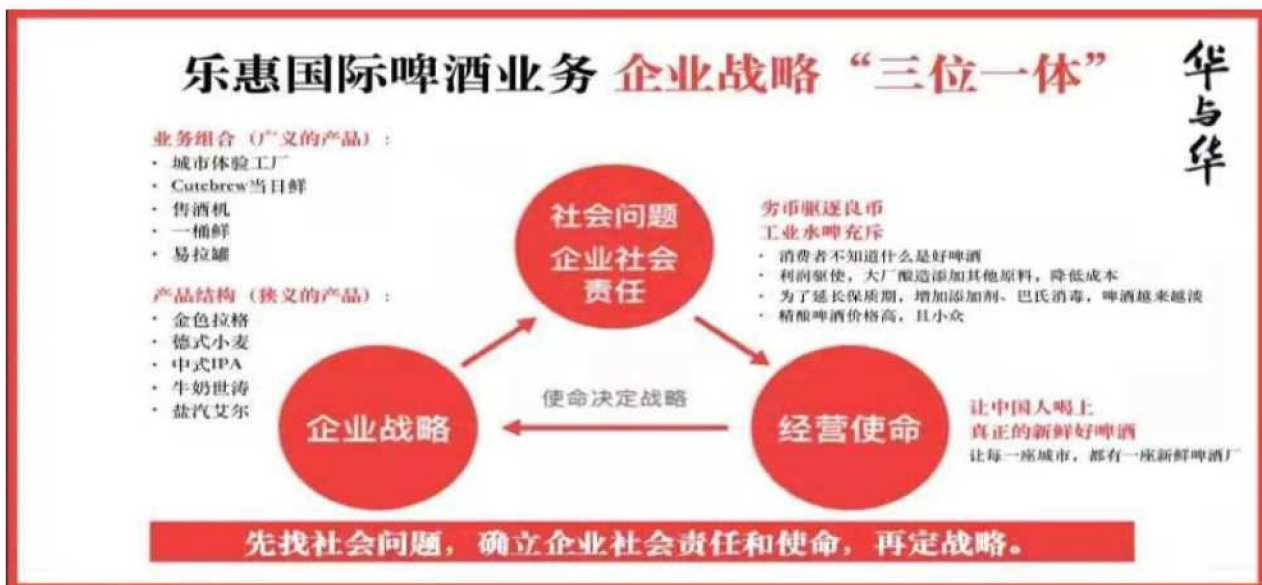 乐惠国际啤酒业务 企业战略“三位一体”
华与华
业务组合（广义的产品）：
· 城市体验工厂
· Cutebrew当日鲜
· 售酒机
· 一桶鲜
· 易拉罐
产品结构（狭义的产品）：
· 金色拉格
· 德式小麦
· 中式IPA
· 牛奶世涛
· 盐汽艾尔
社会问题
企业社会
责任
劣币驱逐良币
工业水啤充斥
· 消费者不知道什么是好啤酒
· 利润驱使，大厂酿造添加其他原料，降低成本
· 为了延长保质期，增加添加剂、巴氏消毒，啤酒越来越淡
· 精酿啤酒价格高，且小众
企业战略
使命决定战略
经营使命
让中国人喝上
真正的新鲜好啤酒
让每一座城市，都有一座新鲜啤酒厂
先找社会问题，确立企业社会责任和使命，再定战略。